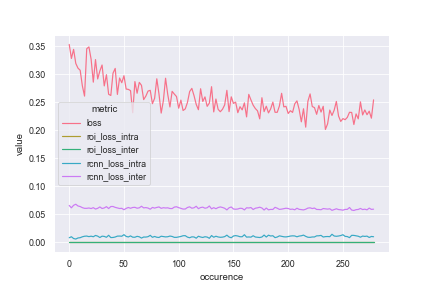 0.35
0.30
0.25
0.20
0.15
0.10
0.05
0.00
value
metric
loss
roi_loss_intra
roi_loss_inter
rcnn_loss_intra
rcnn_loss_inter
0 50 100 150 200 250
occurence